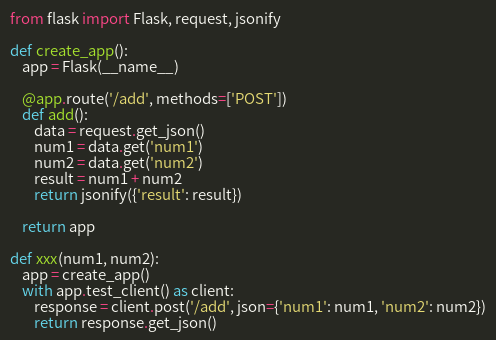 from flask import Flask, request, jsonify

def create_app():
    app = Flask(__name__)

    @app.route('/add', methods=['POST'])
    def add():
        data = request.get_json()
        num1 = data.get('num1')
        num2 = data.get('num2')
        result = num1 + num2
        return jsonify({'result': result})

    return app

def xxx(num1, num2):
    app = create_app()
    with app.test_client() as client:
        response = client.post('/add', json={'num1': num1, 'num2': num2})
        return response.get_json()